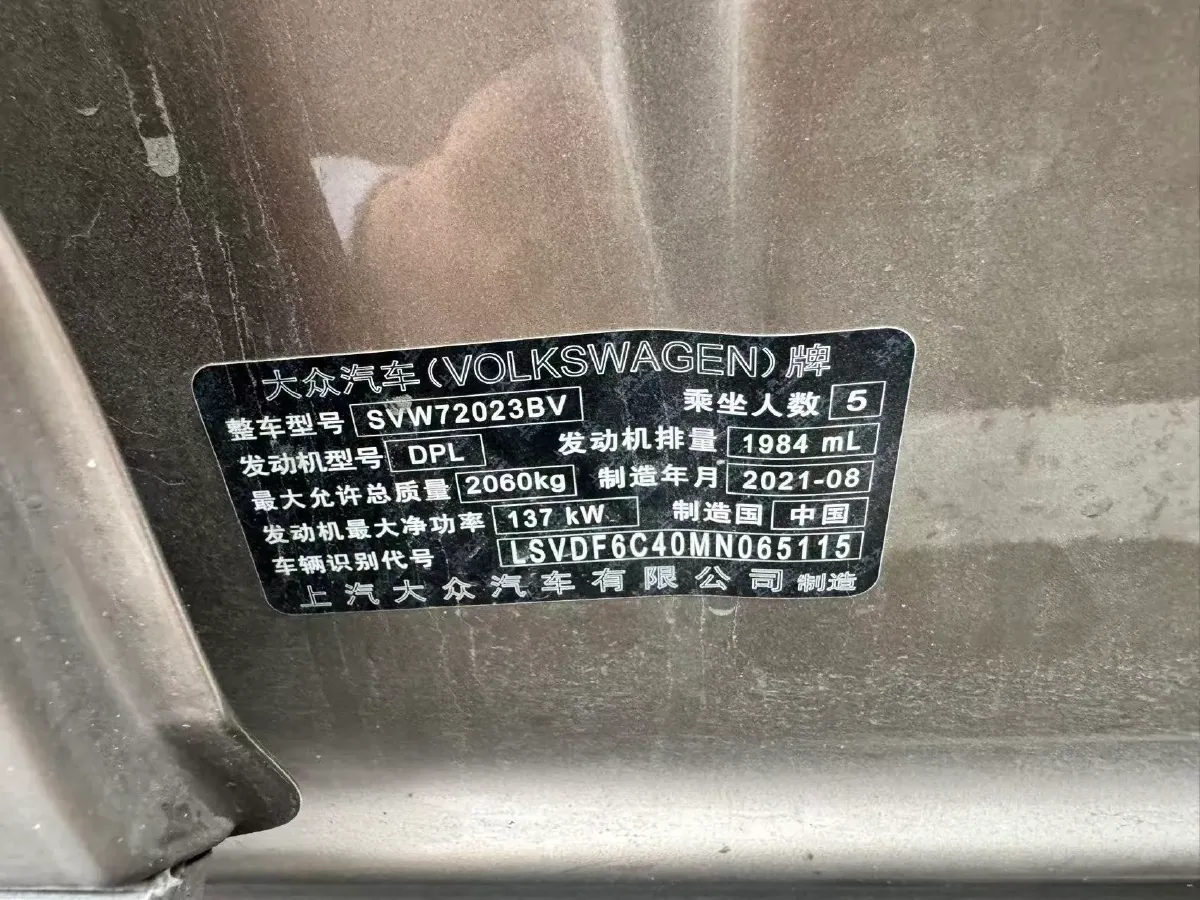 大众汽车(VOLKSWAGEN)牌
整车型号 SVW72023BV 乘坐人数 5
发动机型号 DPL 发动机排量 1984 mL
最大允许总质量 2060kg 制造年月 2021-08
发动机最大净功率 137 kW 制造国 中国
车辆识别代号 LSVDF6C40MN065115
上汽大众汽车有限公司 制造